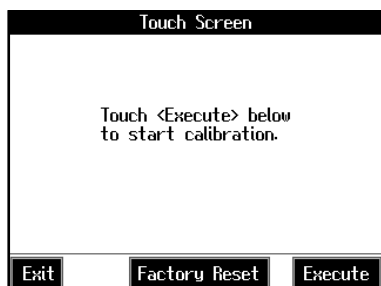 Touch Screen
Touch <Execute> below
to start calibration.
Exit Factory Reset Execute